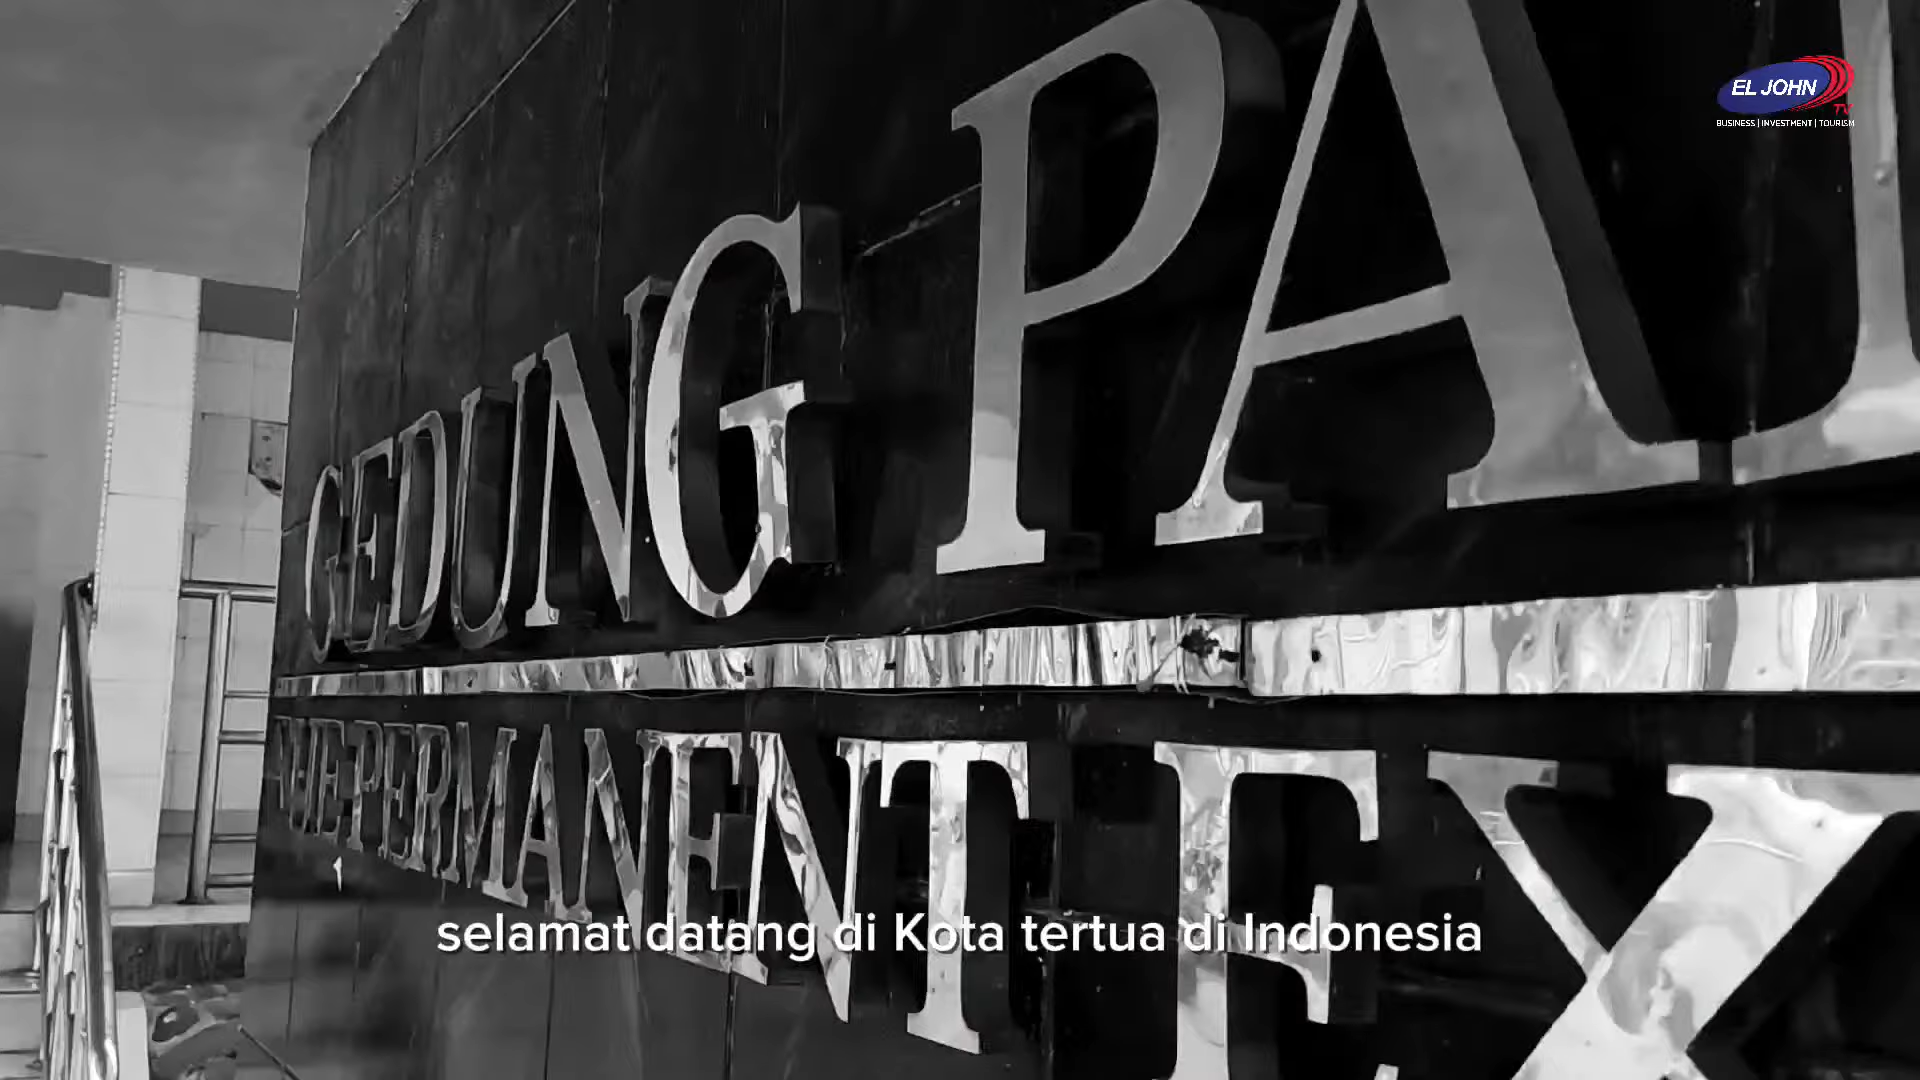 EL JOHN
TV
BUSINESS | INVESTMENT | TOURISM
GEDUNG PA
PERMANENT EX
selamat datang di Kota tertua di Indonesia